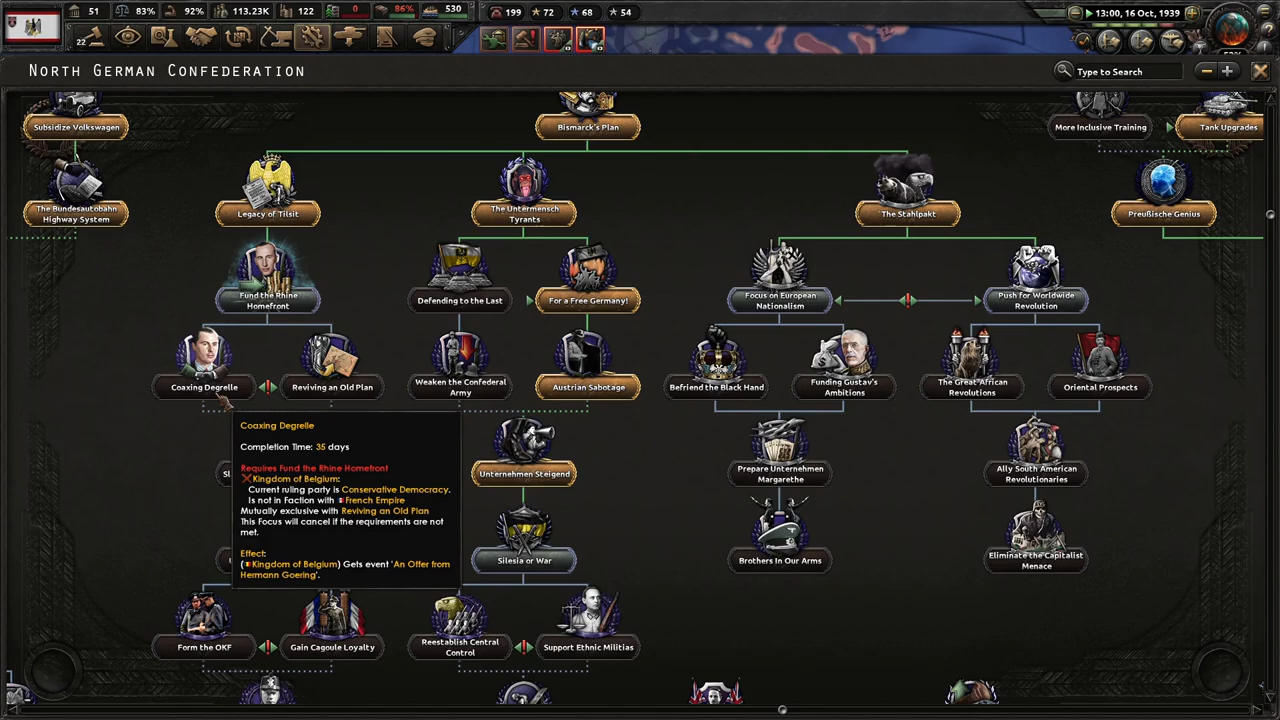 51
83%
92%
113.23K
122
0
86%
530
199
72
68
54
13:00, 16 Oct, 1939
22
North German Confederation
Type to Search
Subsidize Volkswagen
Bismarck's Plan
More Inclusive Training
Tank Upgrades
The Bundesautobahn
Highway System
Legacy of Tilsit
The Untermensch
Tyrants
The Stahlpakt
Preußische Genius
Fund the Rhine
Homefront
Defending to the Last
For a Free Germany!
Focus on European
Nationalism
Push for Worldwide
Revolution
Coaxing Degrelle
Reviving an Old Plan
Weaken the Confederal
Army
Austrian Sabotage
Befriend the Black Hand
Funding Gustav's
Ambitions
The Great African
Revolutions
Oriental Prospects
Coaxing Degrelle
Completion Time: 35 days
Requires Fund the Rhine Homefront
Kingdom of Belgium:
Current ruling party is Conservative Democracy.
Is not in Faction with French Empire
Mutually exclusive with Reviving an Old Plan
This Focus will cancel if the requirements are not
met.
Effect:
(Kingdom of Belgium) Gets event 'An Offer from
Hermann Goering'.
Unternehmen Steigend
Prepare Unternehmen
Margarethe
Ally South American
Revolutionaries
Silesia or War
Brothers In Our Arms
Eliminate the Capitalist
Menace
Form the OKF
Gain Cagoule Loyalty
Reestablish Central
Control
Support Ethnic Militias